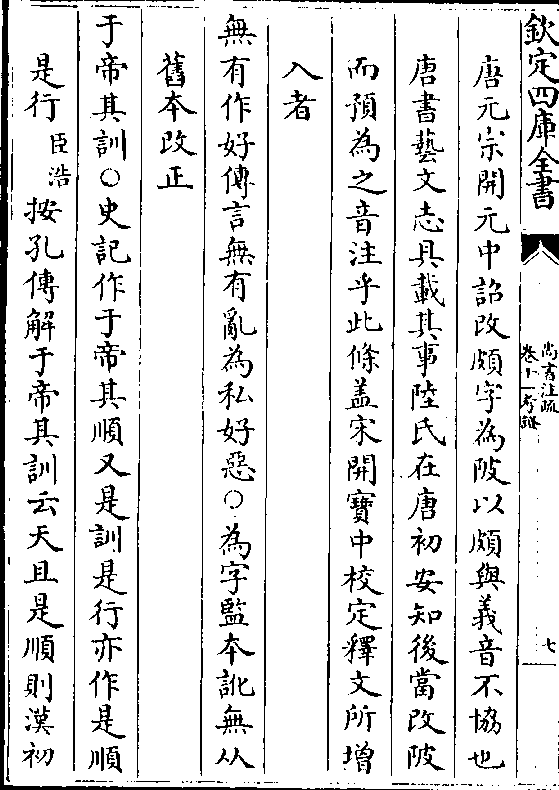 欽定四庫全書
尚書注疏
卷十一考證
七
唐元宗開元中詔改頗字為陂以頗與義音不協也
唐書藝文志具載其事陸氏在唐初安知後當改陂
而預為之音注乎此條盖宋開寶中校定釋文所增
入者
無有作好傳言無有亂為私好惡○為字監本訛無从
舊本改正
于帝其訓○史記作于帝其順又是訓是行亦作是順
是行臣浩按孔傳解于帝其訓云天且是順則漢初